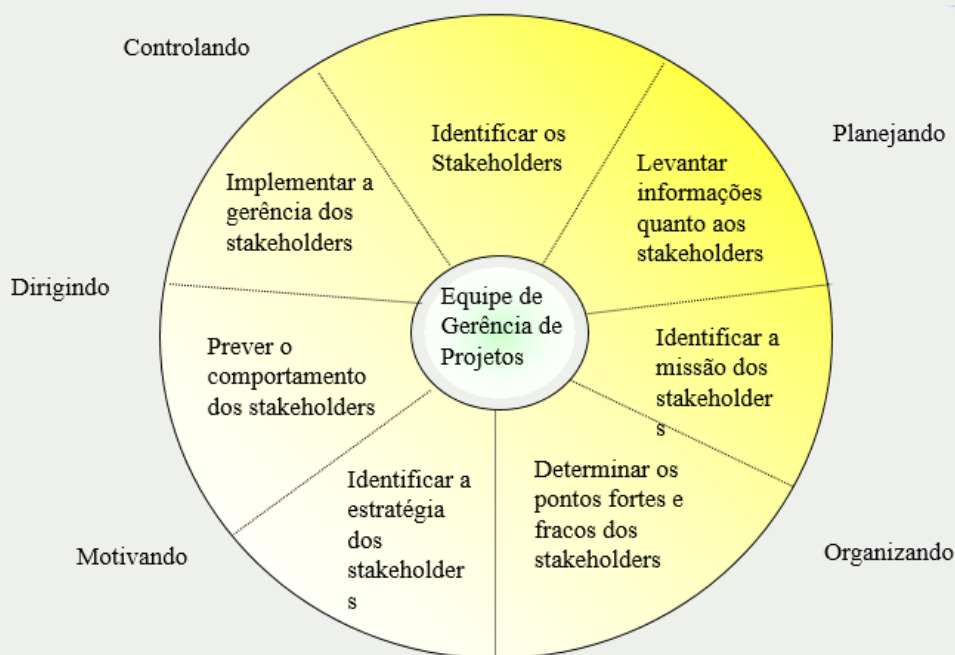 Controlando
Identificar os
Stakeholders
Planejando
Levantar
informações
quanto aos
stakeholders
Implementar a
gerência dos
stakeholders
Dirigindo
Equipe de
Gerência de
Projetos
Identificar a
missão dos
stakeholder
s
Prever o
comportamento
dos stakeholders
Determinar os
pontos fortes e
fracos dos
stakeholders
Identificar a
estratégia
dos
stakeholder
s
Motivando
Organizando